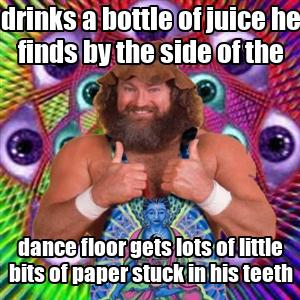 drinks a bottle of juice he
finds by the side of the
dance floor gets lots of little
bits of paper stuck in his teeth